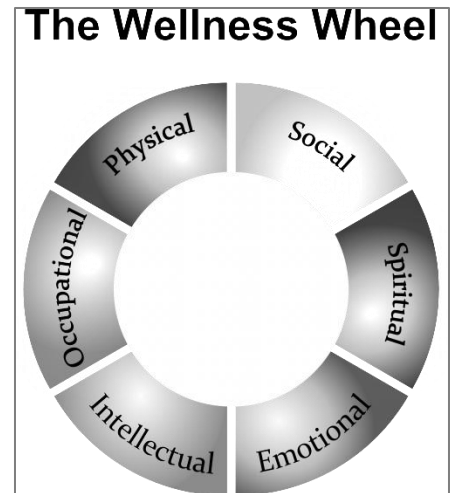 The Wellness Wheel
Physical
Social
Occupational
Spiritual
Intellectual
Emotional